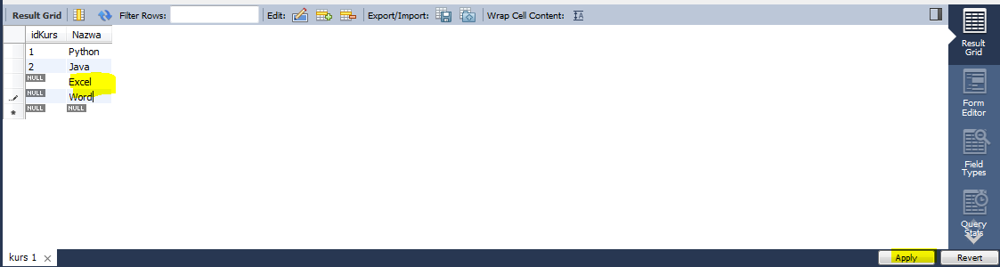 Result Grid Filter Rows: Edit: Export/Import: Wrap Cell Content: IA
idKurs Nazwa
1 Python
2 Java
NULL Excel
NULL Word
NULL NULL
Result
Grid
Form
Editor
Field
Types
Query
Stats
kurs 1 Apply Revert